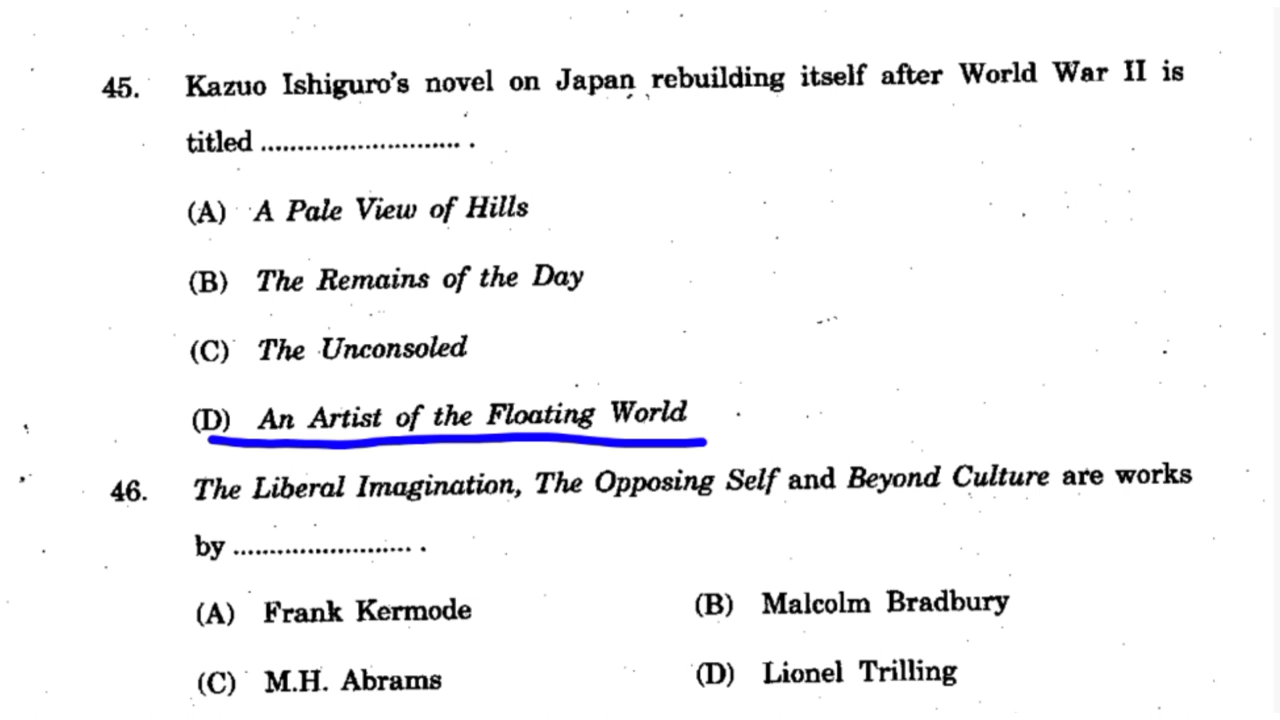 45. Kazuo Ishiguro's novel on Japan rebuilding itself after World War II is
titled ........................... .
(A) A Pale View of Hills
(B) The Remains of the Day
(C) The Unconsoled
(D) An Artist of the Floating World
46. The Liberal Imagination, The Opposing Self and Beyond Culture are works
by ........................ .
(A) Frank Kermode (B) Malcolm Bradbury
(C) M.H. Abrams (D) Lionel Trilling